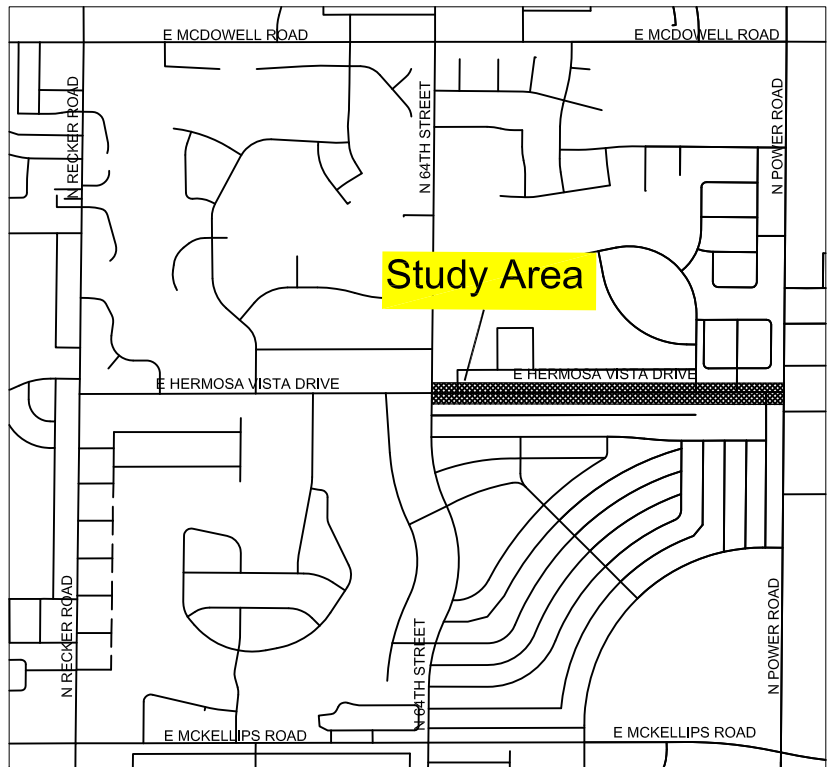 E MCDOWELL ROAD
E MCDOWELL ROAD
N RECKER ROAD
N 64TH STREET
N POWER ROAD
Study Area
E HERMOSA VISTA DRIVE
E HERMOSA VISTA DRIVE
N RECKER ROAD
N 64TH STREET
N POWER ROAD
E MCKELLIPS ROAD
E MCKELLIPS ROAD